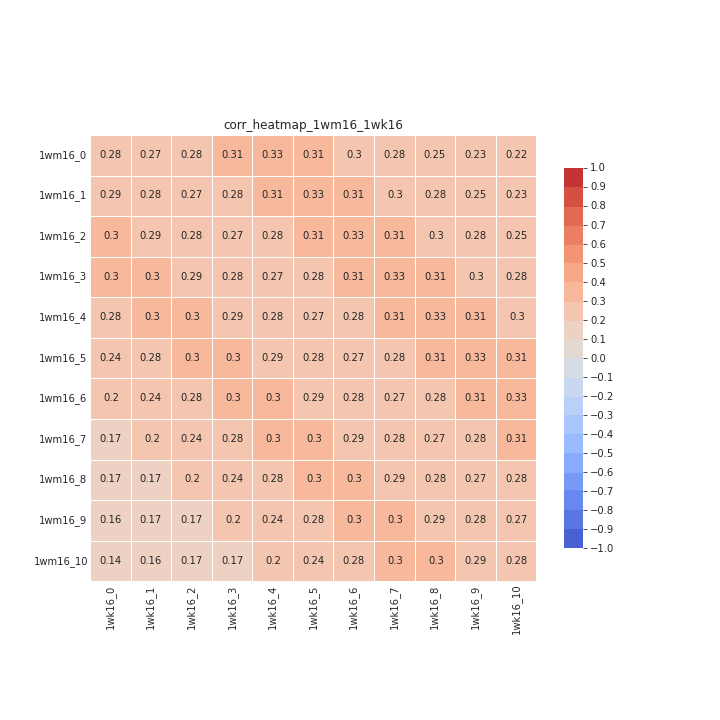 corr_heatmap_1wm16_1wk16
1wm16_0 0.28 0.27 0.28 0.31 0.33 0.31 0.3 0.28 0.25 0.23 0.22
1wm16_1 0.29 0.28 0.27 0.28 0.31 0.33 0.31 0.3 0.28 0.25 0.23
1wm16_2 0.3 0.29 0.28 0.27 0.28 0.31 0.33 0.31 0.3 0.28 0.25
1wm16_3 0.3 0.3 0.29 0.28 0.27 0.28 0.31 0.33 0.31 0.3 0.28
1wm16_4 0.28 0.3 0.3 0.29 0.28 0.27 0.28 0.31 0.33 0.31 0.3
1wm16_5 0.24 0.28 0.3 0.3 0.29 0.28 0.27 0.28 0.31 0.33 0.31
1wm16_6 0.2 0.24 0.28 0.3 0.3 0.29 0.28 0.27 0.28 0.31 0.33
1wm16_7 0.17 0.2 0.24 0.28 0.3 0.3 0.29 0.28 0.27 0.28 0.31
1wm16_8 0.17 0.17 0.2 0.24 0.28 0.3 0.3 0.29 0.28 0.27 0.28
1wm16_9 0.16 0.17 0.17 0.2 0.24 0.28 0.3 0.3 0.29 0.28 0.27
1wm16_10 0.14 0.16 0.17 0.17 0.2 0.24 0.28 0.3 0.3 0.29 0.28
1wk16_0 1wk16_1 1wk16_2 1wk16_3 1wk16_4 1wk16_5 1wk16_6 1wk16_7 1wk16_8 1wk16_9 1wk16_10
1.0
0.9
0.8
0.7
0.6
0.5
0.4
0.3
0.2
0.1
0.0
−0.1
−0.2
−0.3
−0.4
−0.5
−0.6
−0.7
−0.8
−0.9
−1.0